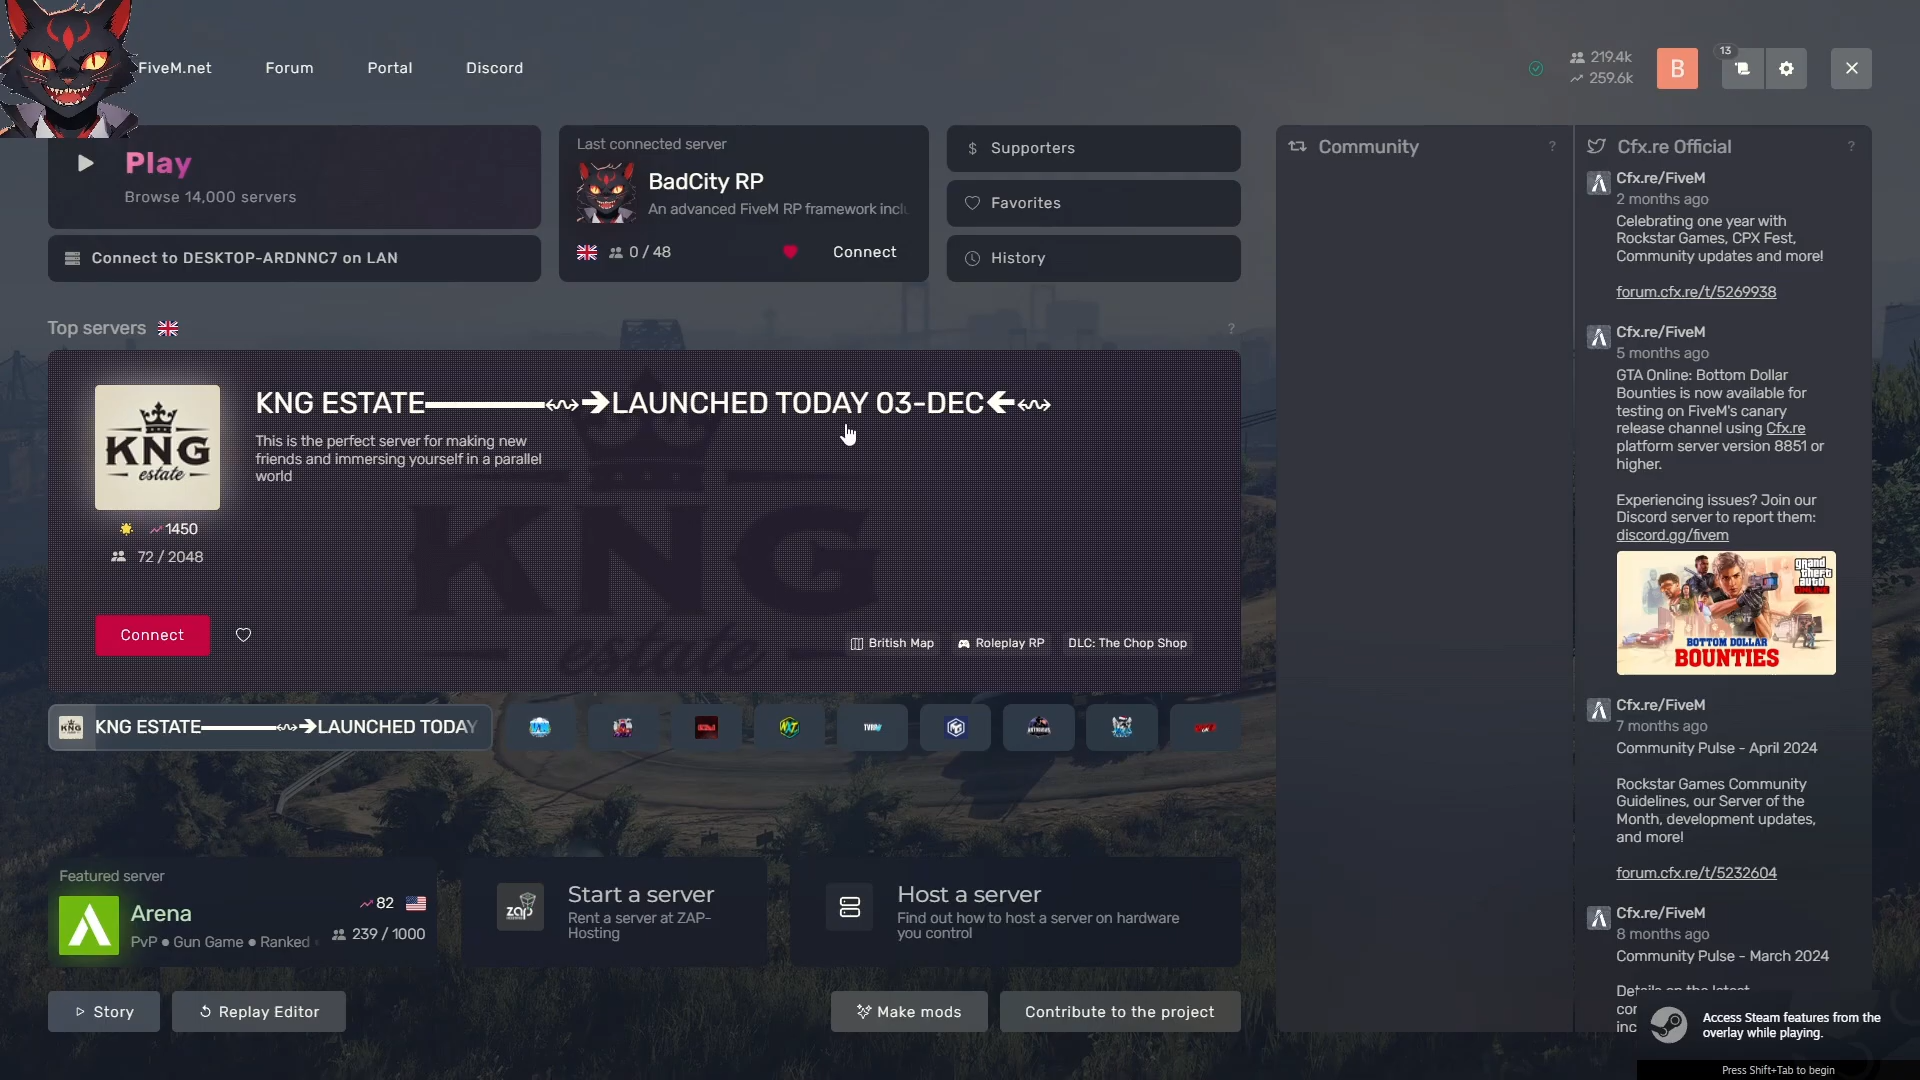 FiveM.net Forum Portal Discord
219.4k
259.6k
B
13
Play
Browse 14,000 servers
Connect to DESKTOP-ARDNNC7 on LAN
Last connected server
BadCity RP
An advanced FiveM RP framework inclu
0 / 48
Connect
$ Supporters
Favorites
History
Top servers
?
KNG ESTATE━━━━━⬳➔LAUNCHED TODAY 03-DEC🡰⬳
This is the perfect server for making new
friends and immersing yourself in a parallel
world
KNG
estate
1450
72 / 2048
KNG
estate
Connect
British Map Roleplay RP DLC: The Chop Shop
KNG ESTATE━━━⬳➔LAUNCHED TODAY
Featured server
Arena
PvP ● Gun Game ● Ranked
82
239 / 1000
zap
Start a server
Rent a server at ZAP-
Hosting
Host a server
Find out how to host a server on hardware
you control
Story
Replay Editor
Make mods
Contribute to the project
Community ?
Cfx.re Official ?
Cfx.re/FiveM
2 months ago
Celebrating one year with
Rockstar Games, CPX Fest,
Community updates and more!
forum.cfx.re/t/5269938
Cfx.re/FiveM
5 months ago
GTA Online: Bottom Dollar
Bounties is now available for
testing on FiveM's canary
release channel using Cfx.re
platform server version 8851 or
higher.
Experiencing issues? Join our
Discord server to report them:
discord.gg/fivem
grand
theft
auto
ONLINE
BOTTOM DOLLAR
BOUNTIES
Cfx.re/FiveM
7 months ago
Community Pulse - April 2024
Rockstar Games Community
Guidelines, our Server of the
Month, development updates,
and more!
forum.cfx.re/t/5232604
Cfx.re/FiveM
8 months ago
Community Pulse - March 2024
Details on the latest
Access Steam features from the
overlay while playing.
Press Shift+Tab to begin